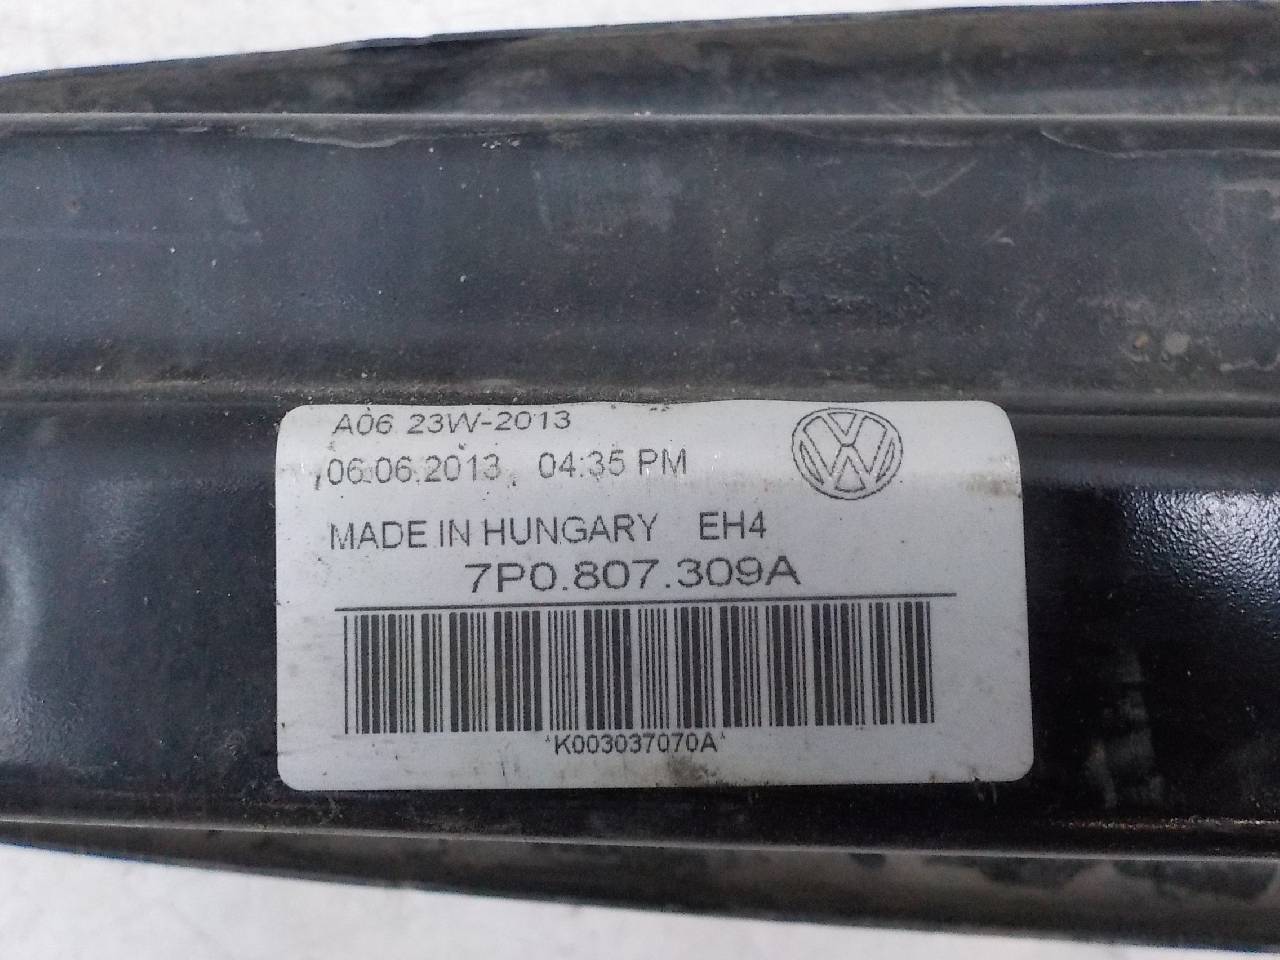 A06 23W-2013
06.06.2013 04:35 PM
MADE IN HUNGARY EH4
7P0.807.309A
*K003037070A*